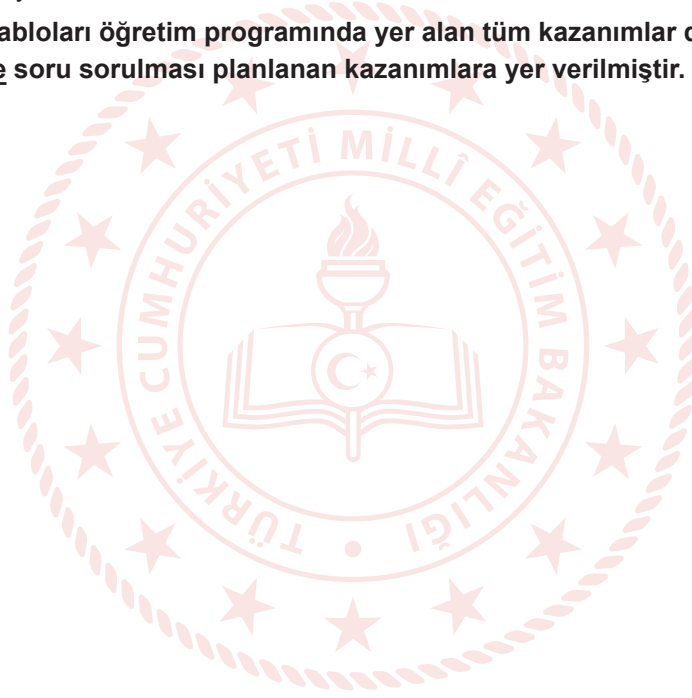 abloları öğretim programında yer alan tüm kazanımlar
soru sorulması planlanan kazanımlara yer verilmiştir.
TÜRKİYE CUMHURİYETİ MİLLÎ EĞİTİM BAKANLIĞI